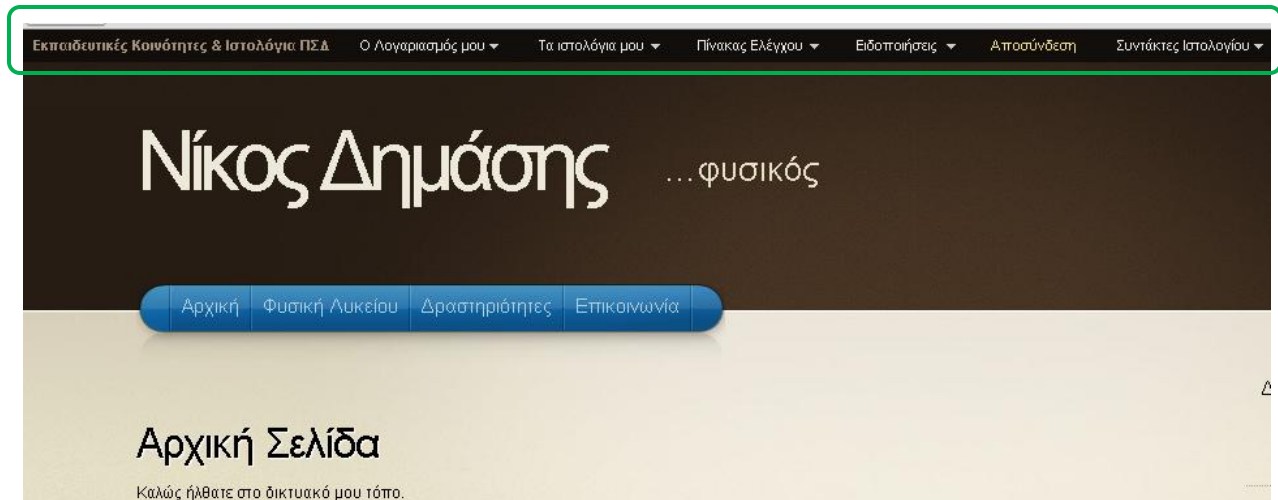 Εκπαιδευτικές Κοινότητες & Ιστολόγια ΠΣΔ Ο Λογαριασμός μου Τα ιστολόγια μου Πίνακας Ελέγχου Ειδοποιήσεις Αποσύνδεση Συντάκτες Ιστολογίου
Νίκος Δημάσης ...φυσικός
Αρχική Φυσική Λυκείου Δραστηριότητες Επικοινωνία
Αρχική Σελίδα
Καλώς ήλθατε στο δικτυακό μου τόπο.